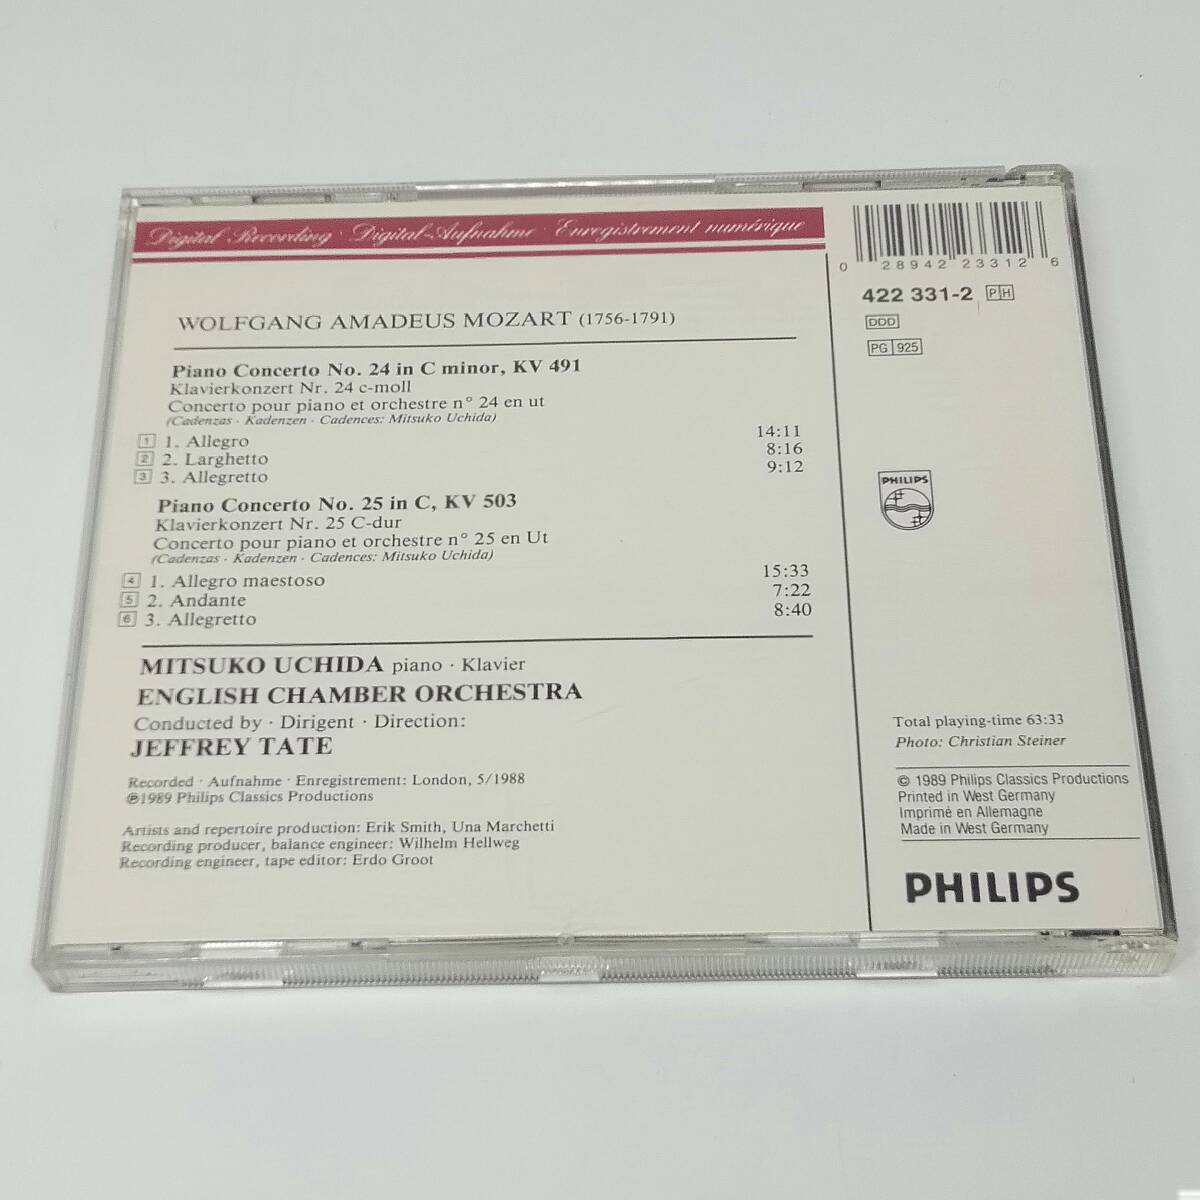 Digital Recording · Digital-Aufnahme · Enregistrement numérique
WOLFGANG AMADEUS MOZART (1756-1791)
Piano Concerto No. 24 in C minor, KV 491
Klavierkonzert Nr. 24 c-moll
Concerto pour piano et orchestre n° 24 en ut
(Cadenzas · Kadenzen · Cadences: Mitsuko Uchida)
1 1. Allegro 14:11
2 2. Larghetto 8:16
3 3. Allegretto 9:12
Piano Concerto No. 25 in C, KV 503
Klavierkonzert Nr. 25 C-dur
Concerto pour piano et orchestre n° 25 en Ut
(Cadenzas · Kadenzen · Cadences: Mitsuko Uchida)
4 1. Allegro maestoso 15:33
5 2. Andante 7:22
6 3. Allegretto 8:40
MITSUKO UCHIDA piano · Klavier
ENGLISH CHAMBER ORCHESTRA
Conducted by · Dirigent · Direction:
JEFFREY TATE
Recorded · Aufnahme · Enregistrement: London, 5/1988
℗1989 Philips Classics Productions
Artists and repertoire production: Erik Smith, Una Marchetti
Recording producer, balance engineer: Wilhelm Hellweg
Recording engineer, tape editor: Erdo Groot
0 28942 23312 6
422 331-2 PH
DDD
PG 925
PHILIPS
Total playing-time 63:33
Photo: Christian Steiner
© 1989 Philips Classics Productions
Printed in West Germany
Imprimé en Allemagne
Made in West Germany
PHILIPS